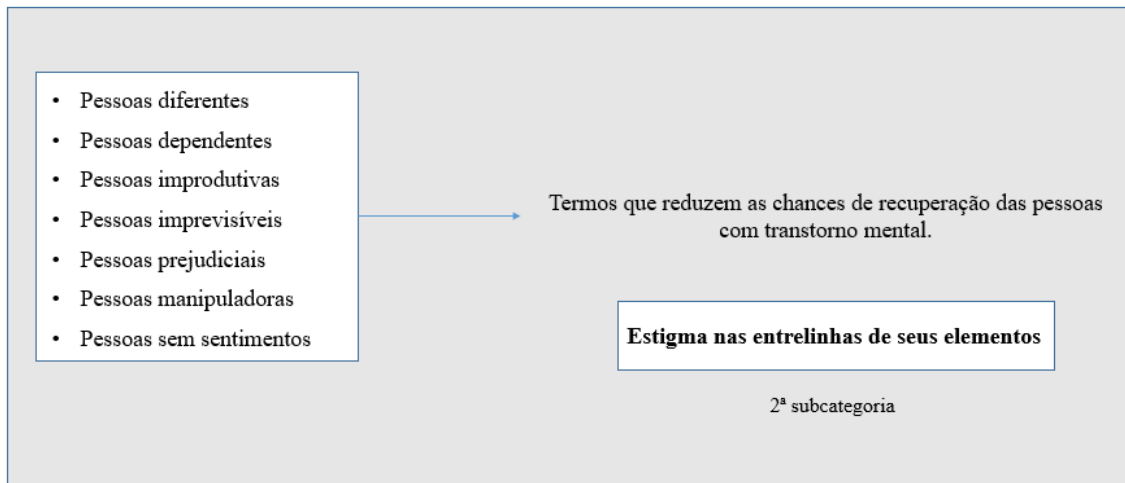 • Pessoas diferentes
• Pessoas dependentes
• Pessoas improdutivas
• Pessoas imprevisíveis
• Pessoas prejudiciais
• Pessoas manipuladoras
• Pessoas sem sentimentos
Termos que reduzem as chances de recuperação das pessoas
com transtorno mental.
Estigma nas entrelinhas de seus elementos
2ª subcategoria